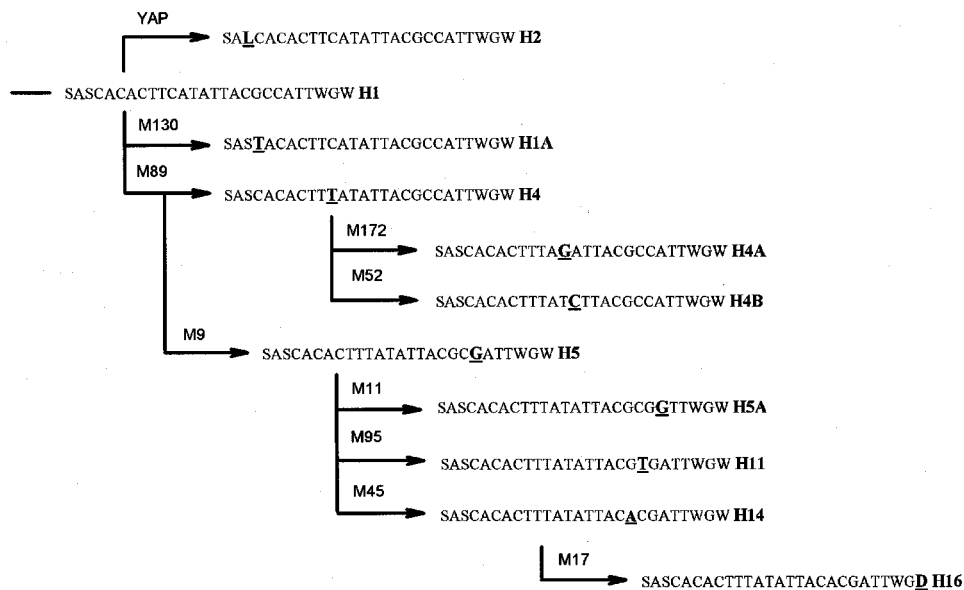 YAP
SALCACACTTCATATTACGCCATTWGW H2
SASCACACTTCATATTACGCCATTWGW H1
M130
SASTACACTTCATATTACGCCATTWGW H1A
M89
SASCACACTTTATATTACGCCATTWGW H4
M172
SASCACACTTTAGATTACGCCATTWGW H4A
M52
SASCACACTTTATCTTACGCCATTWGW H4B
M9
SASCACACTTTATATTACGCGATTWGW H5
M11
SASCACACTTTATATTACGCGGTTWGW H5A
M95
SASCACACTTTATATTACGTGATTWGW H11
M45
SASCACACTTTATATTACACGATTWGW H14
M17
SASCACACTTTATATTACACGATTWGD H16